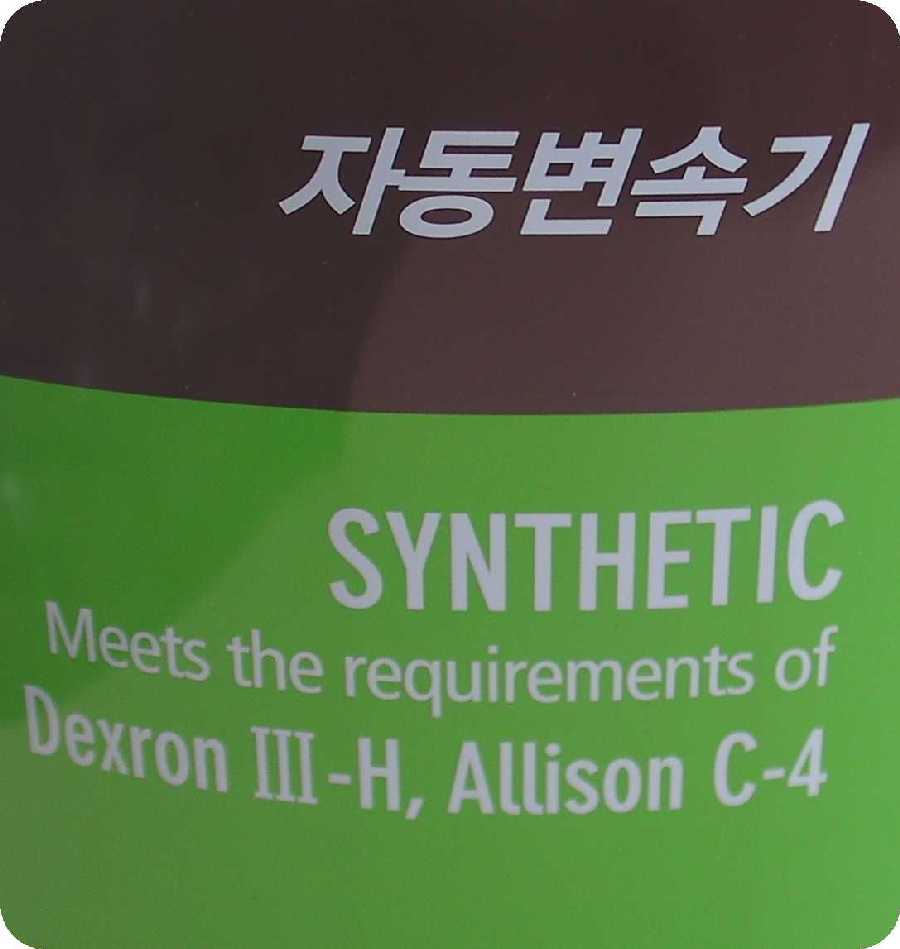 자동변속기
SYNTHETIC
Meets the requirements of
Dexron III-H, Allison C-4